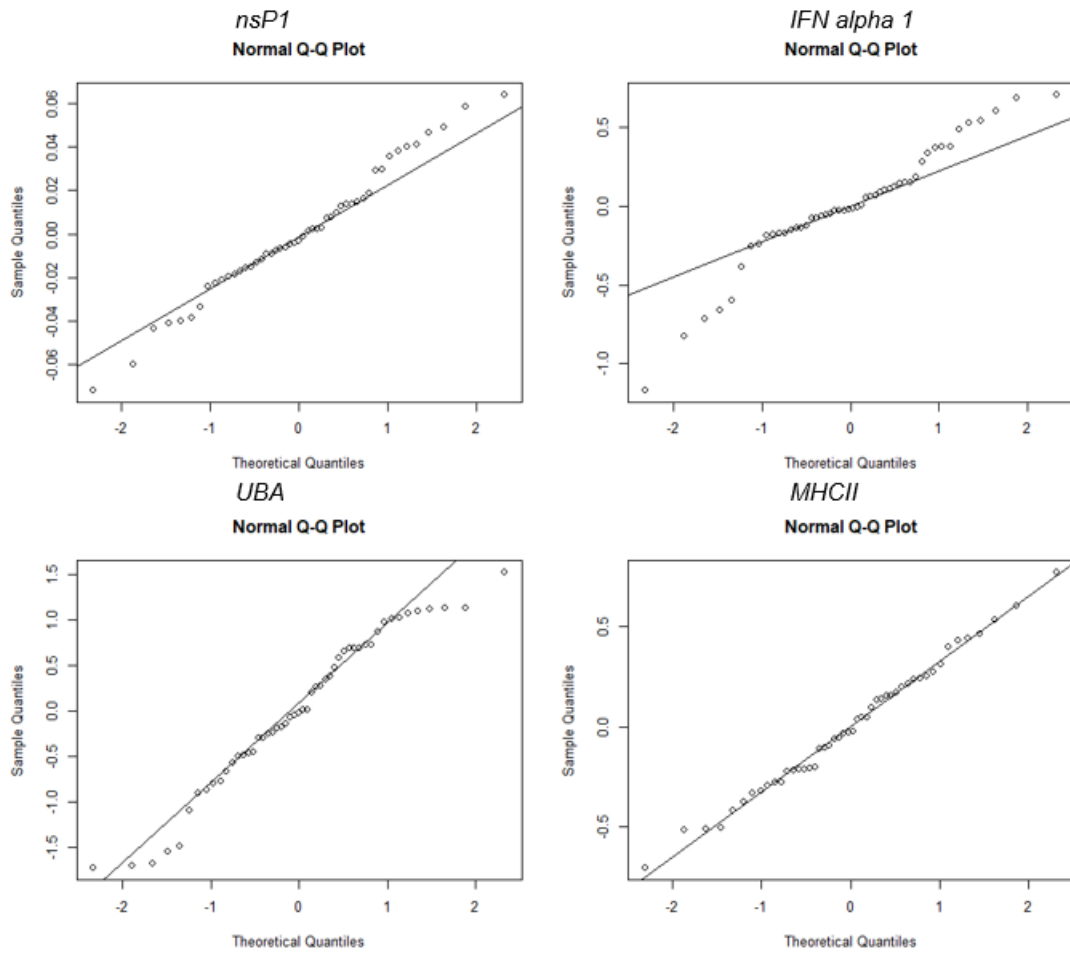 nsP1
Normal Q-Q Plot
Sample Quantiles
0.06
0.04
0.02
0.00
-0.02
-0.06
-2 -1 0 1 2
Theoretical Quantiles
IFN alpha 1
Normal Q-Q Plot
Sample Quantiles
0.5
0.0
-0.5
-1.0
-2 -1 0 1 2
Theoretical Quantiles
UBA
Normal Q-Q Plot
Sample Quantiles
1.5
1.0
0.5
0.0
-0.5
-1.5
-2 -1 0 1 2
Theoretical Quantiles
MHCII
Normal Q-Q Plot
Sample Quantiles
0.5
0.0
-0.5
-2 -1 0 1 2
Theoretical Quantiles